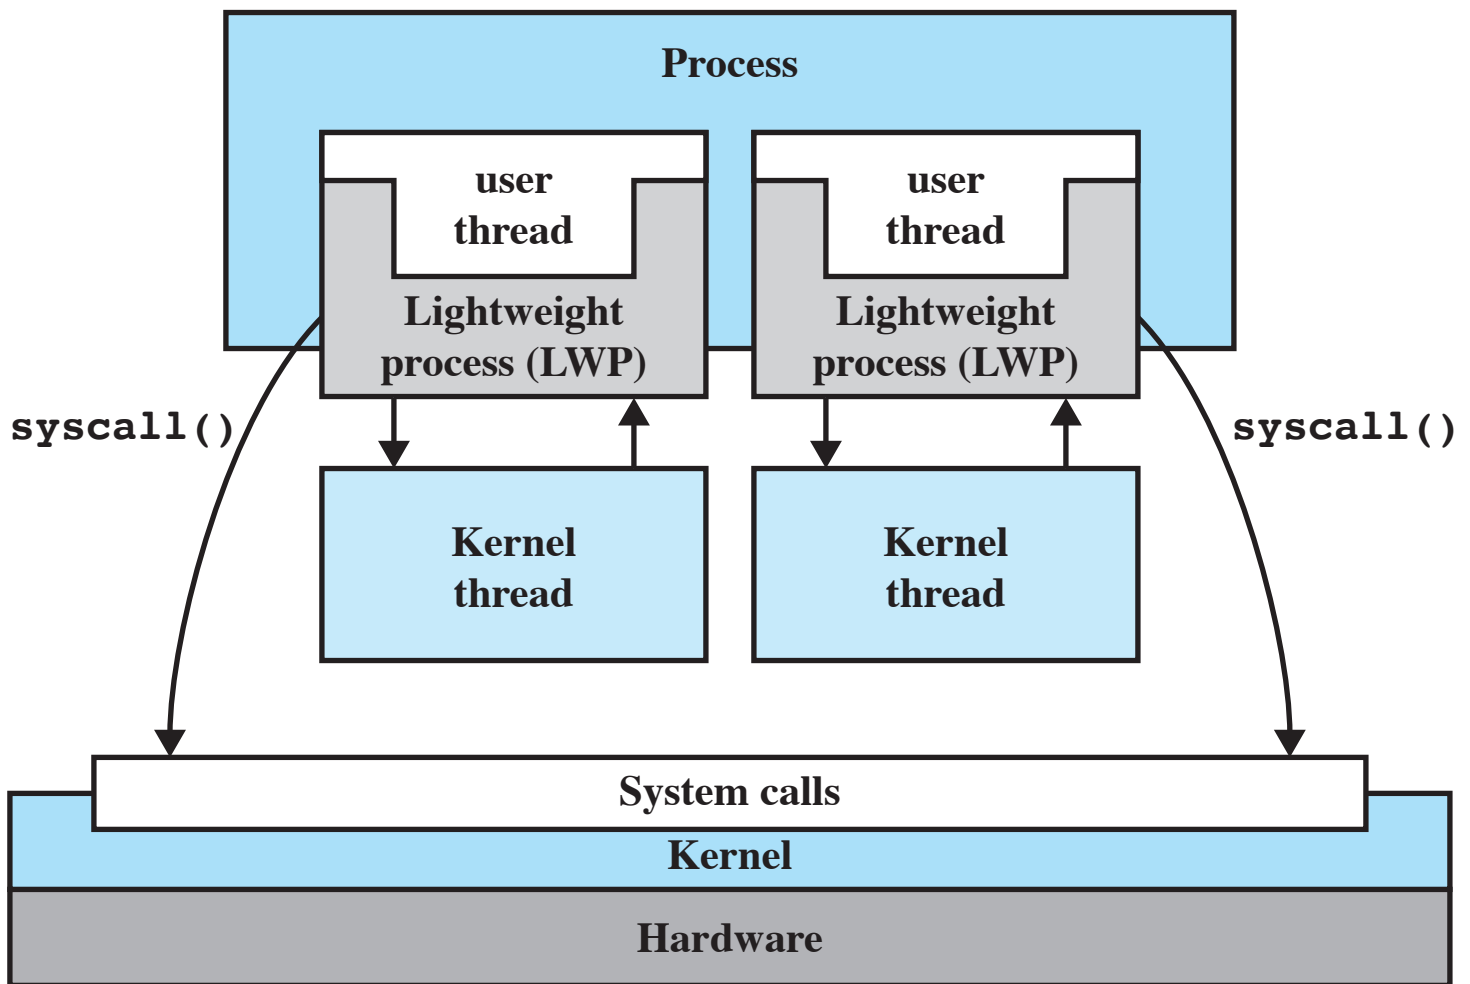 Process
user
thread
Lightweight
process (LWP)
user
thread
Lightweight
process (LWP)
syscall()
syscall()
Kernel
thread
Kernel
thread
System calls
Kernel
Hardware